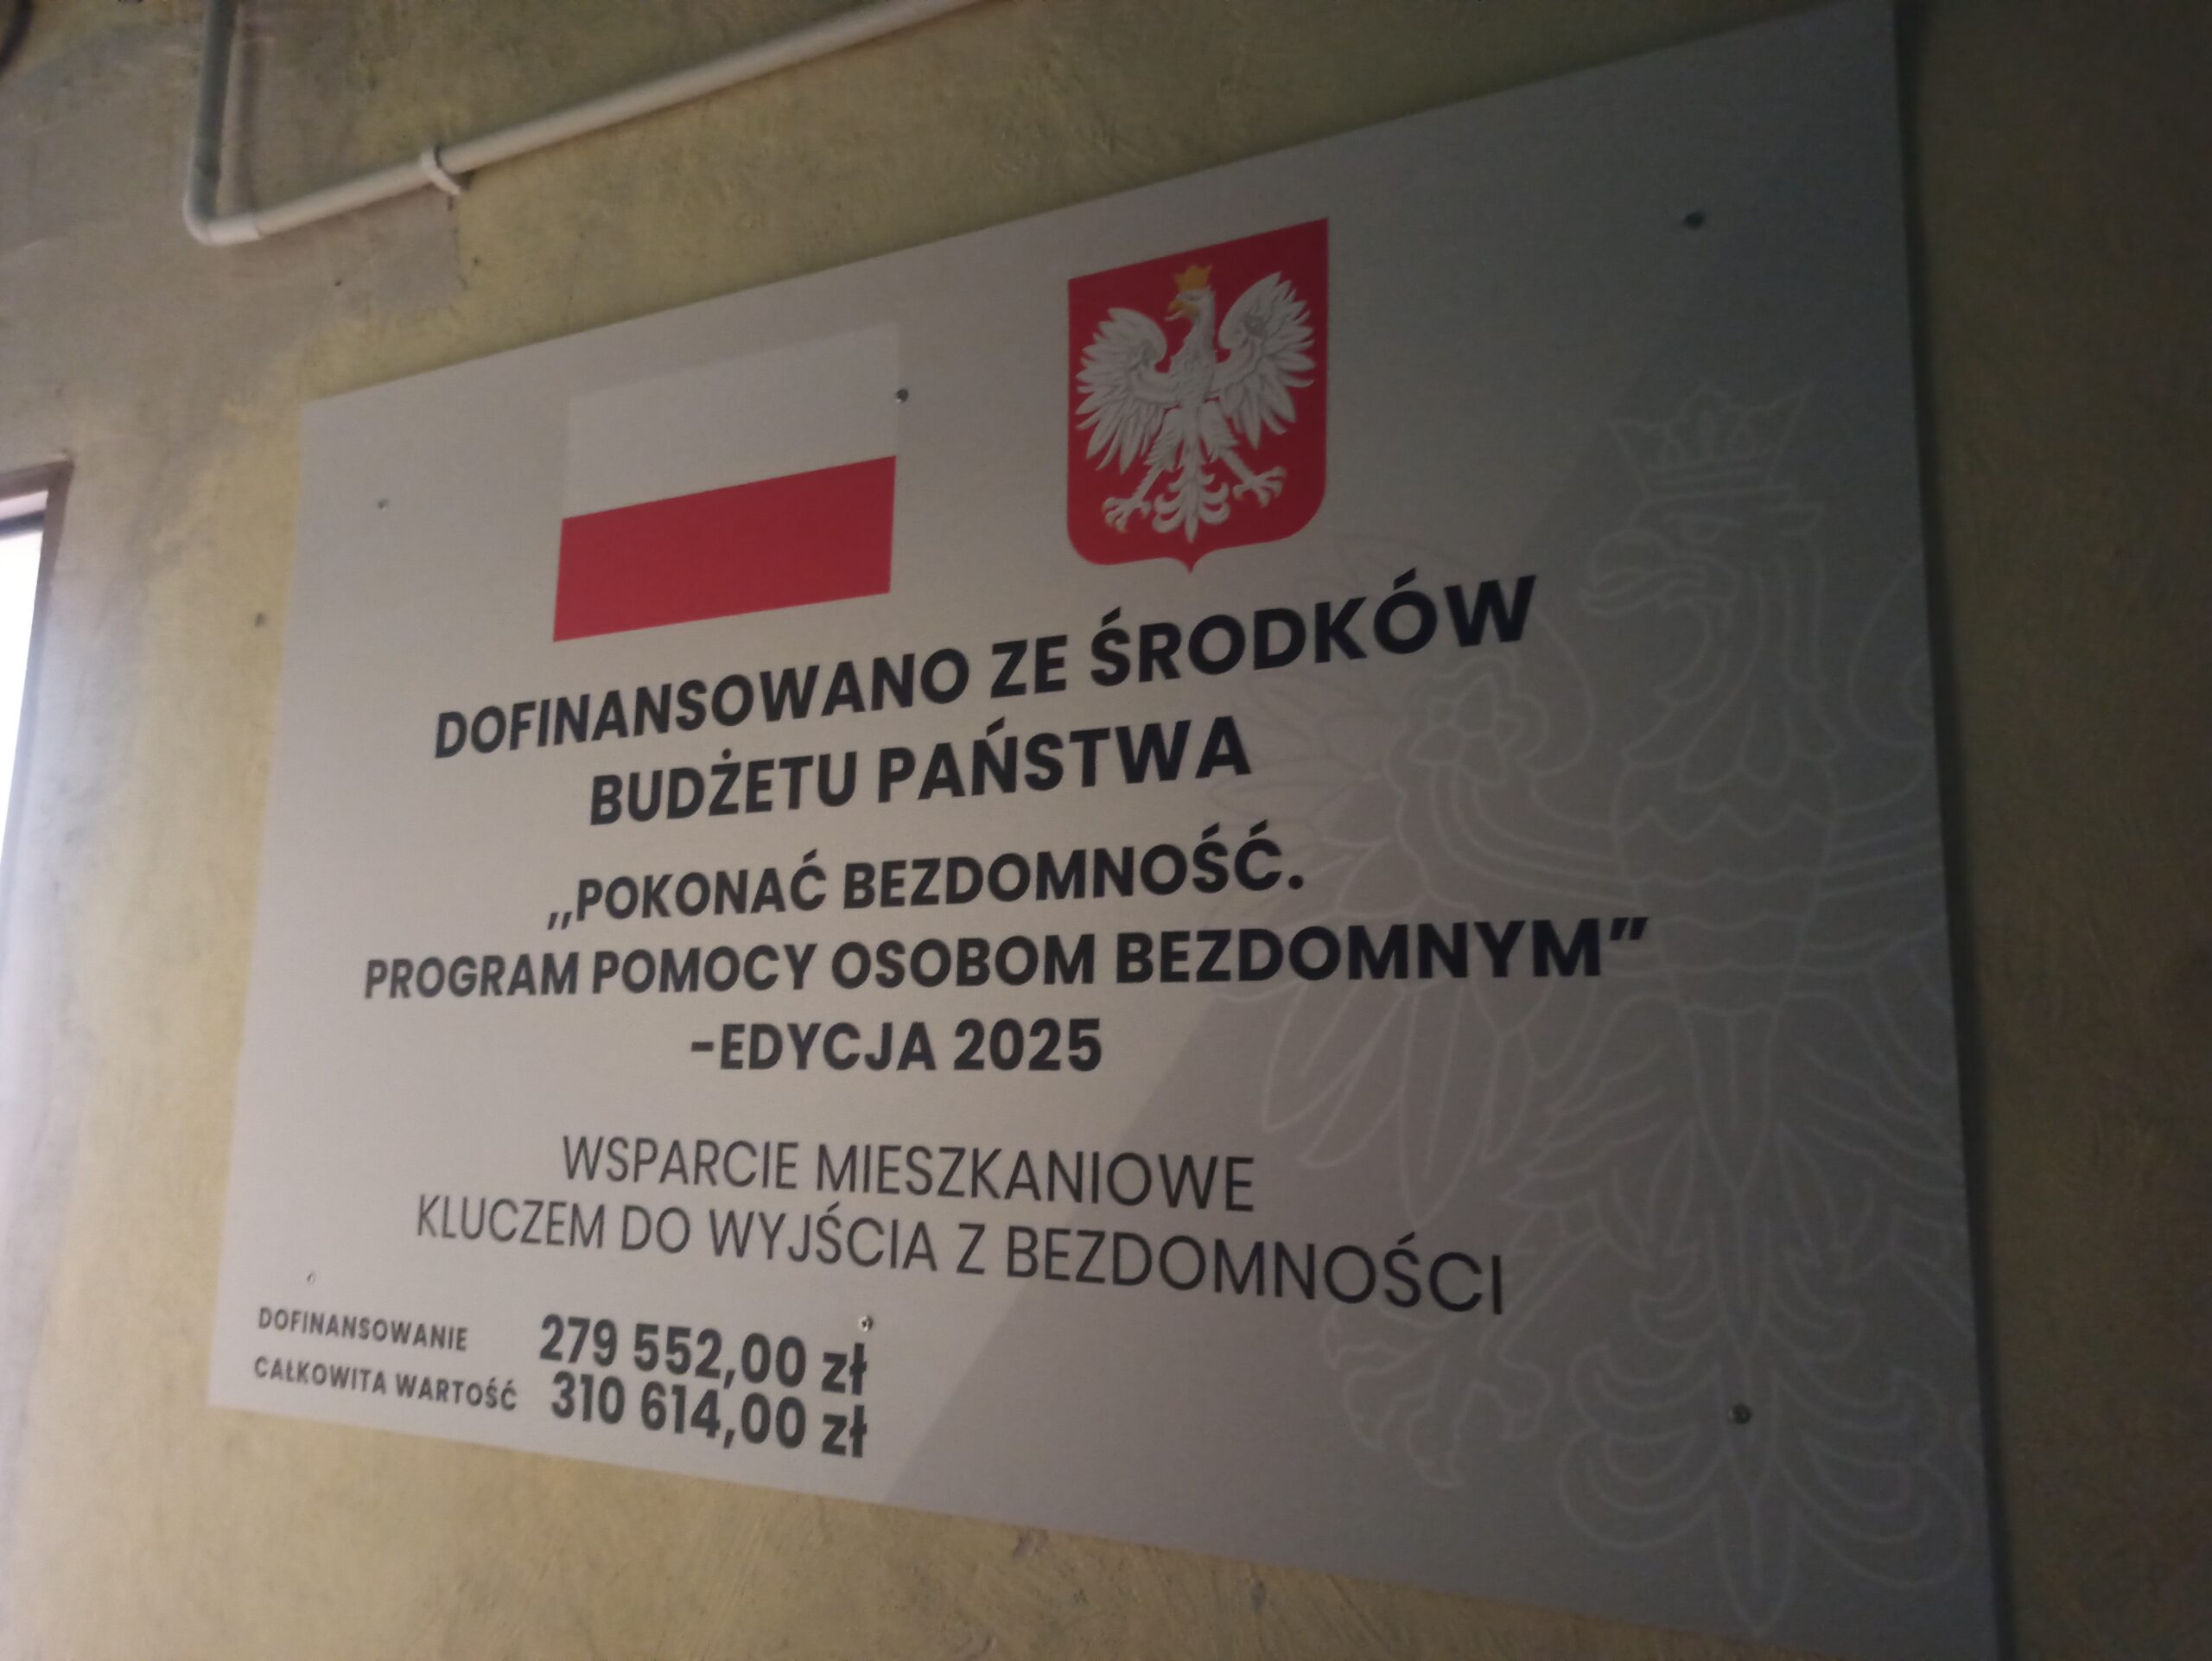 DOFINANSOWANO ZE ŚRODKÓW
BUDŻETU PAŃSTWA
,,POKONAĆ BEZDOMNOŚĆ.
PROGRAM POMOCY OSOBOM BEZDOMNYM”
-EDYCJA 2025
WSPARCIE MIESZKANIOWE
KLUCZEM DO WYJŚCIA Z BEZDOMNOŚCI
DOFINANSOWANIE 279 552,00 zł
CAŁKOWITA WARTOŚĆ 310 614,00 zł